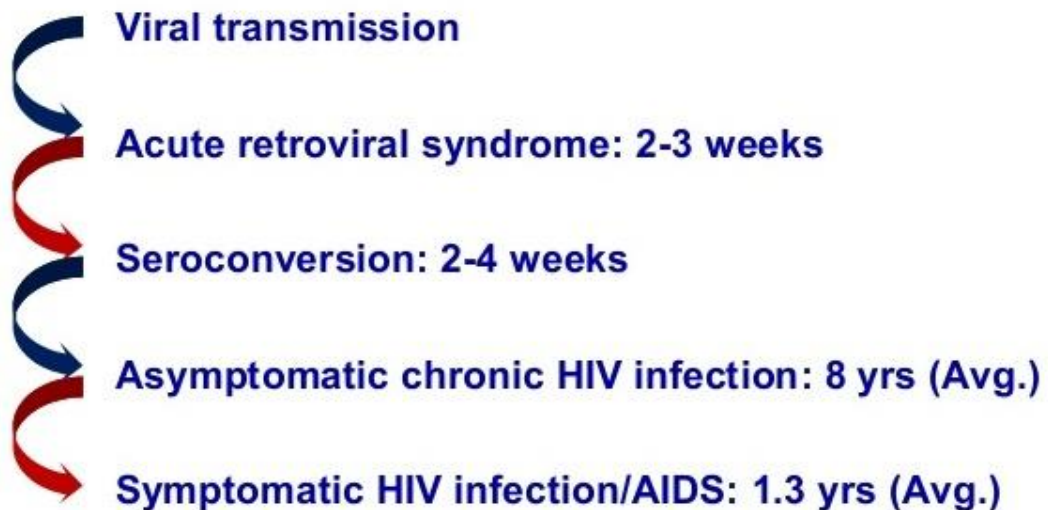 Viral transmission
Acute retroviral syndrome: 2-3 weeks
Seroconversion: 2-4 weeks
Asymptomatic chronic HIV infection: 8 yrs (Avg.)
Symptomatic HIV infection/AIDS: 1.3 yrs (Avg.)